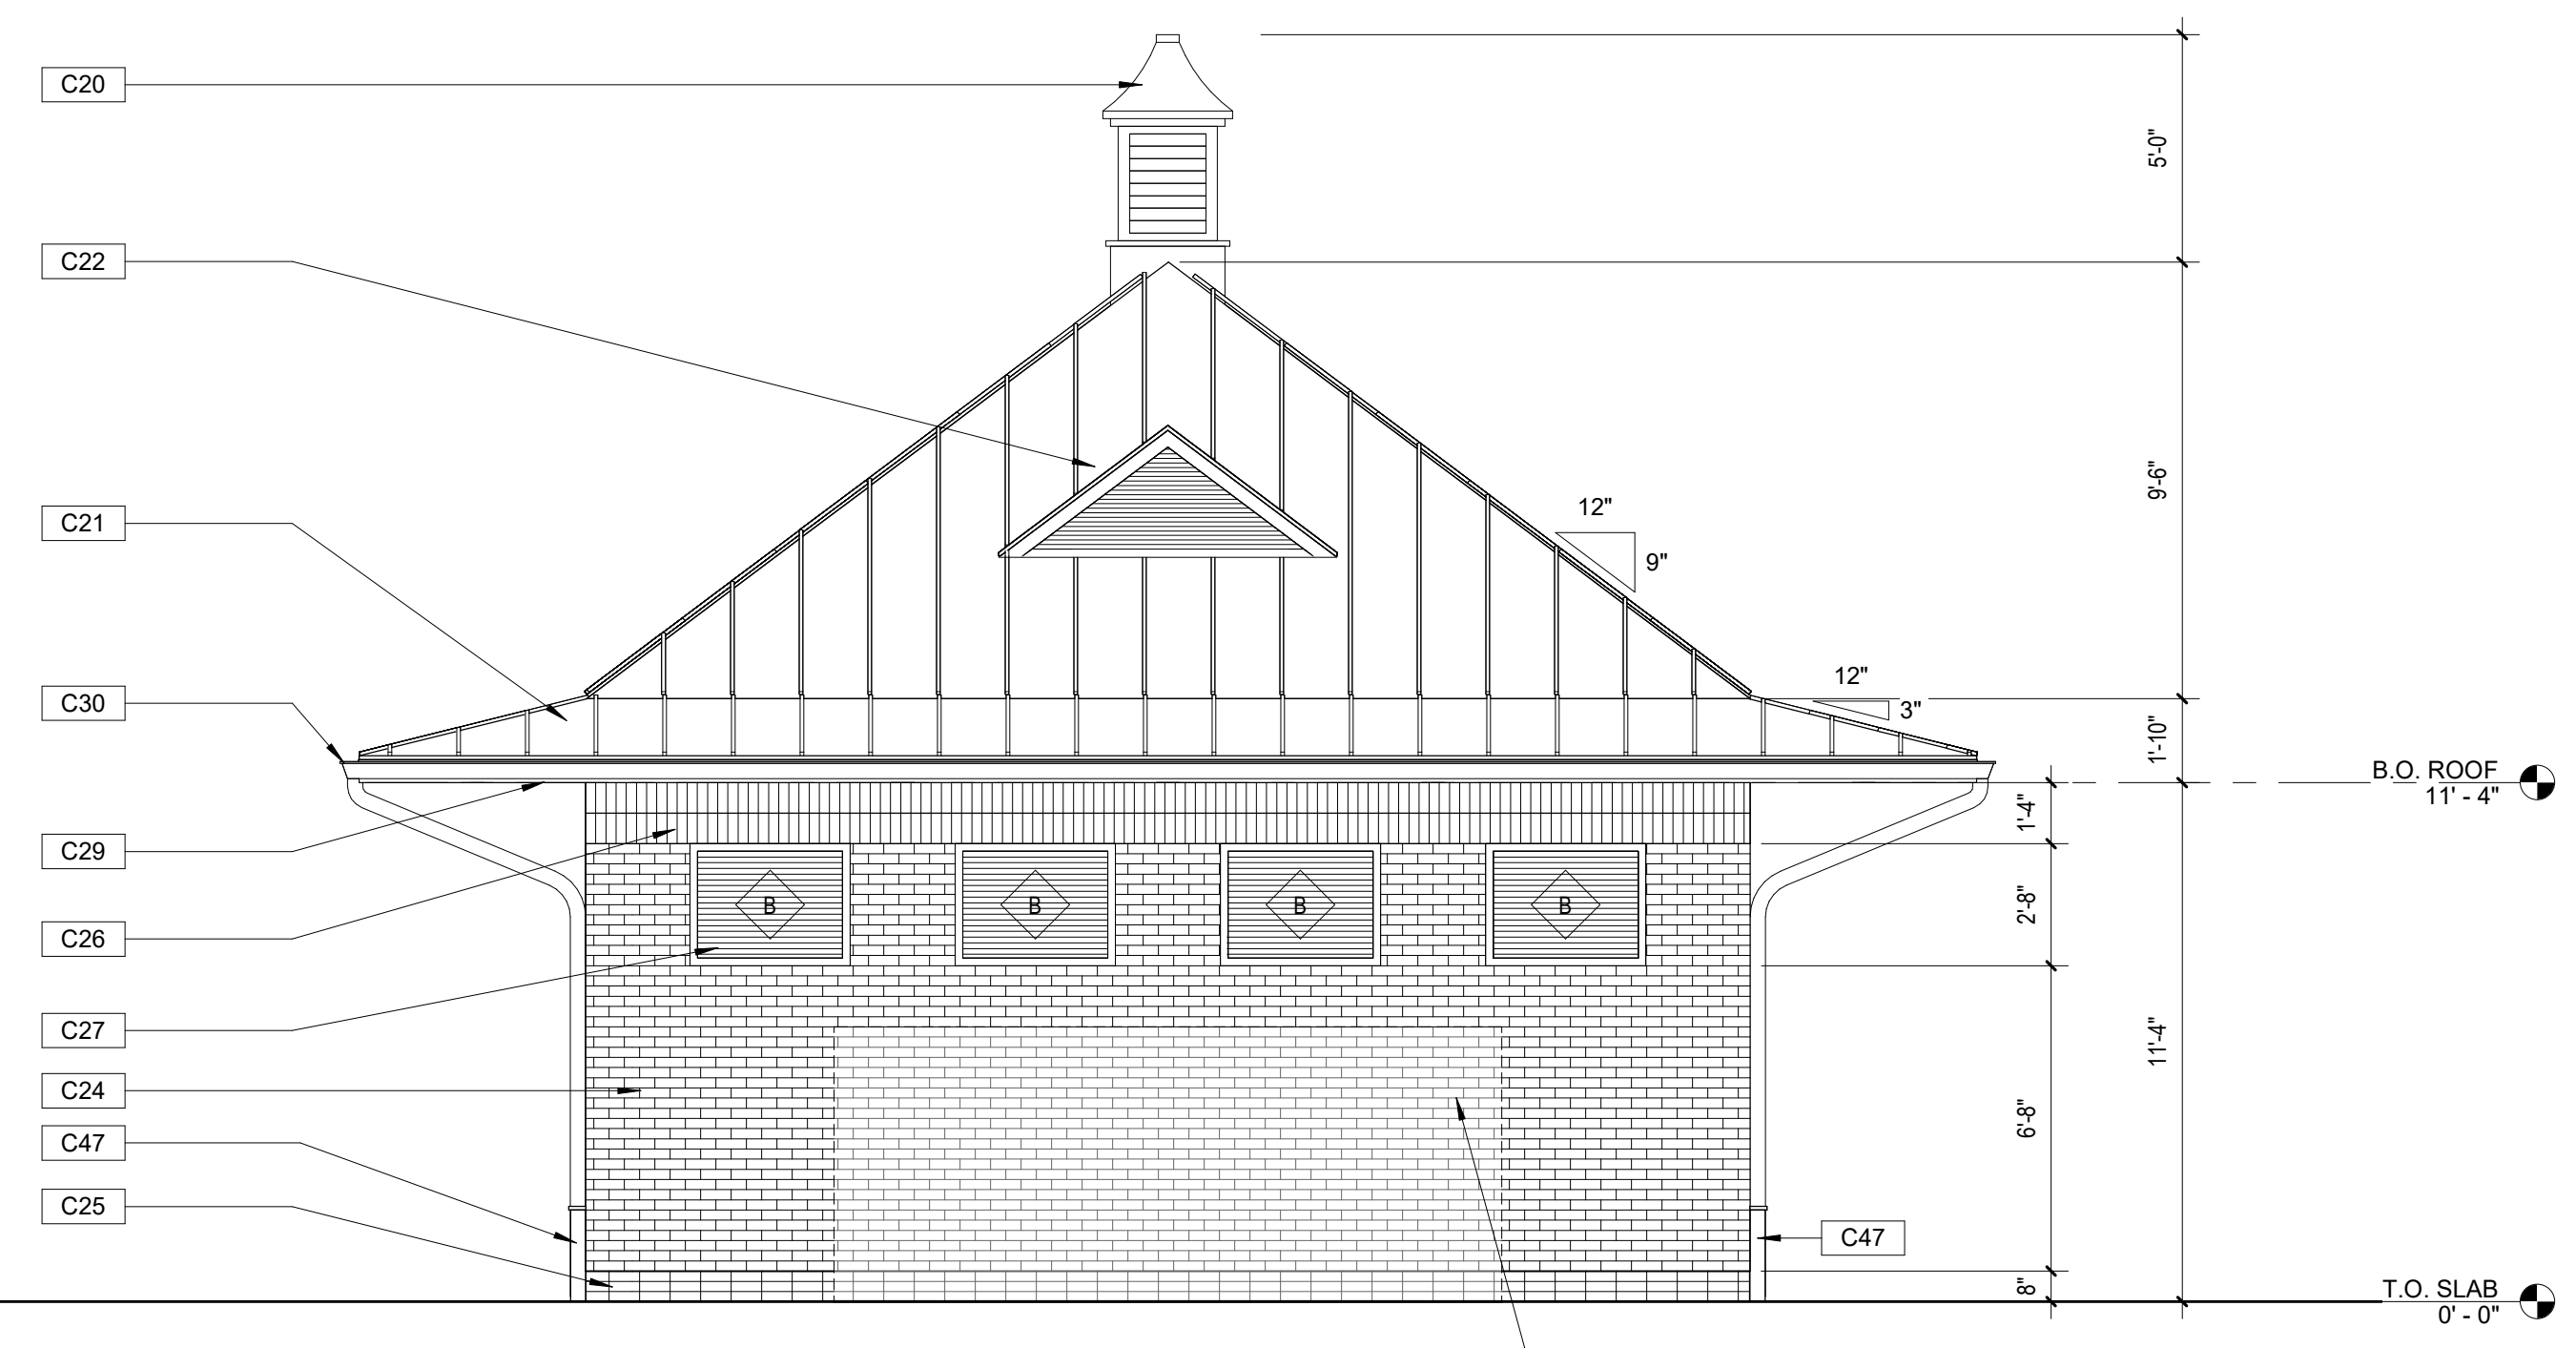 C20
5'-0"
C22
9'-6"
C21
12"
9"
12"
3"
C30
1'-10"
B.O. ROOF
11' - 4"
C29
1'-4"
C26
B
B
B
B
2'-8"
C27
11'-4"
C24
6'-8"
C47
C25
C47
8"
T.O. SLAB
0' - 0"